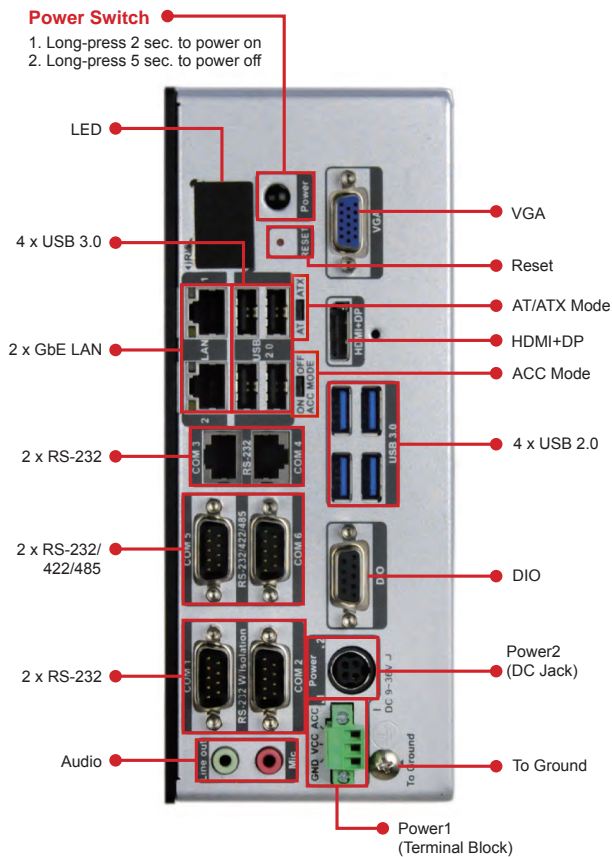 Power Switch
1. Long-press 2 sec. to power on
2. Long-press 5 sec. to power off
LED
4 x USB 3.0
2 x GbE LAN
2 x RS-232
2 x RS-232/
422/485
2 x RS-232
Audio
VGA
Reset
AT/ATX Mode
HDMI+DP
ACC Mode
4 x USB 2.0
DIO
Power2
(DC Jack)
To Ground
Power1
(Terminal Block)
Power
RESET
VGA
AT ATX
HDMI+DP
1
LAN
2
USB
2.0
ON OFF
ACC MODE
USB 3.0
COM 3
RS-232
COM 4
COM 5
RS-232/422/485
COM 6
DIO
COM 1
RS-232 W/Isolation
COM 2
Power
DC 9~36V
GND VCC ACC
To Ground
Line out
Mic